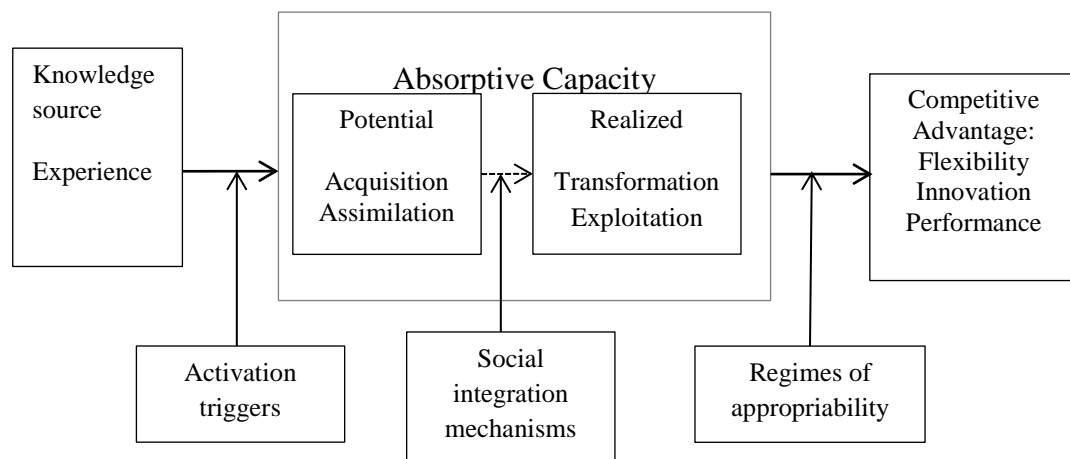 Knowledge
source
Experience
Absorptive Capacity
Potential
Acquisition
Assimilation
Realized
Transformation
Exploitation
Competitive
Advantage:
Flexibility
Innovation
Performance
Activation
triggers
Social
integration
mechanisms
Regimes of
appropriability